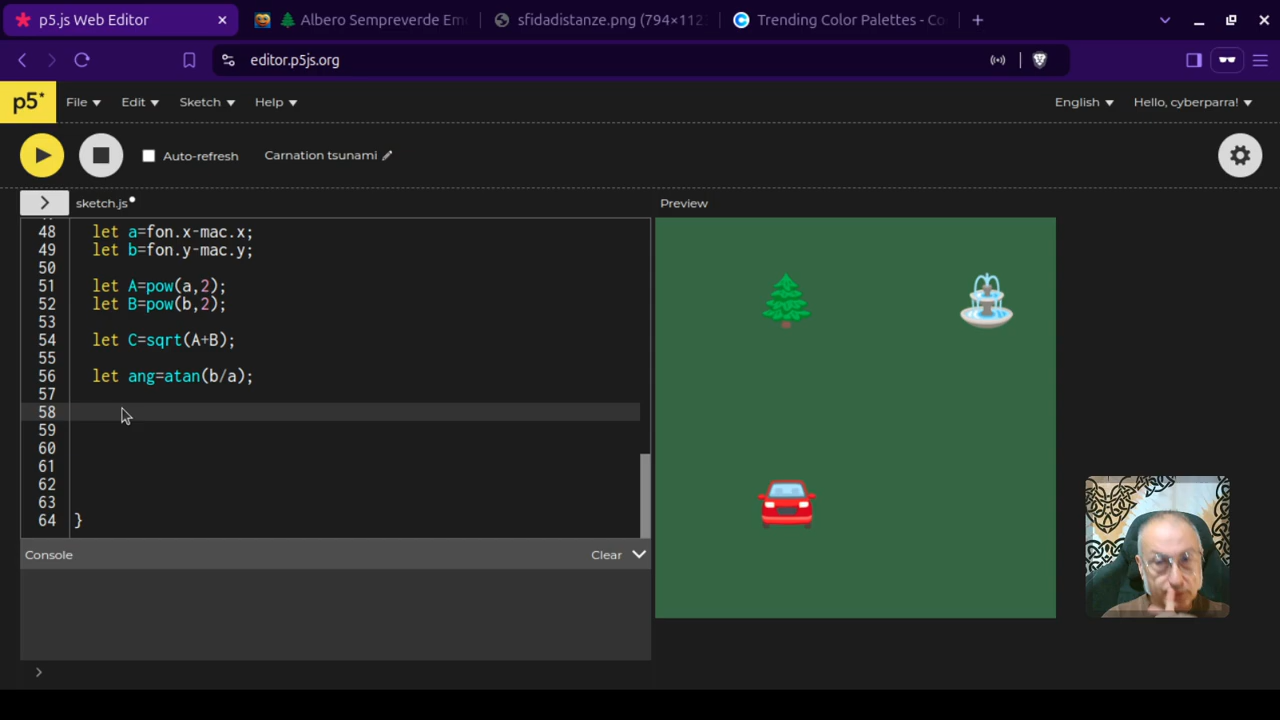 p5.js Web Editor
Albero Sempreverde Em
sfidadistanze.png (794×112
Trending Color Palettes - Co
editor.p5js.org
p5*
File
Edit
Sketch
Help
English
Hello, cyberparra!
Auto-refresh
Carnation tsunami
sketch.js
Preview
48 let a=fon.x-mac.x;
49 let b=fon.y-mac.y;
50
51 let A=pow(a,2);
52 let B=pow(b,2);
53
54 let C=sqrt(A+B);
55
56 let ang=atan(b/a);
57
58
59
60
61
62
63
64 }
Console
Clear